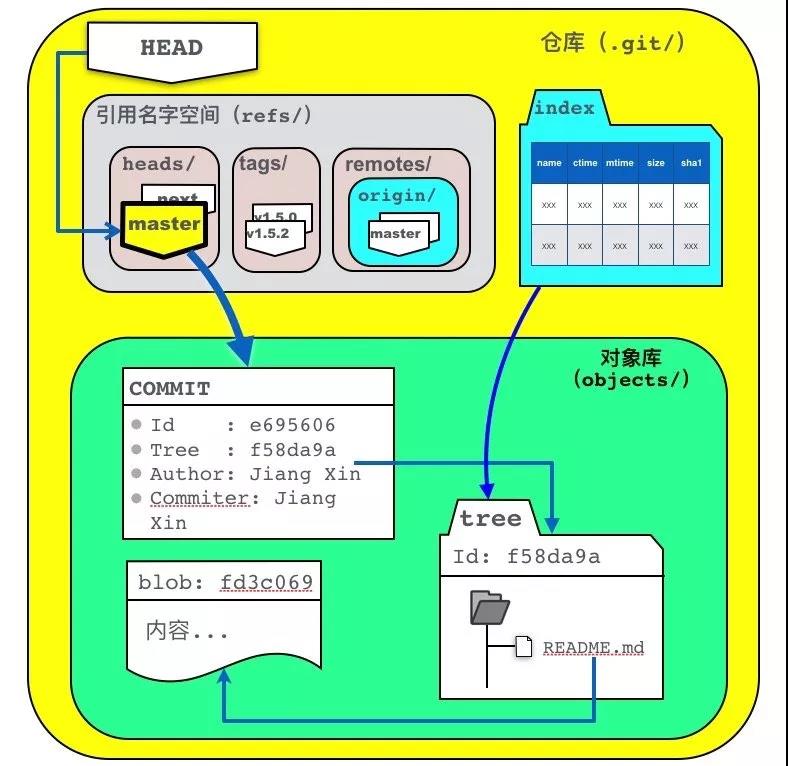 HEAD
仓库（.git/）
引用名字空间（refs/）
heads/
next
master
tags/
v1.5.0
v1.5.2
remotes/
origin/
master
index
name ctime mtime size sha1
xxx xxx xxx xxx xxx
xxx xxx xxx xxx xxx
对象库
（objects/）
COMMIT
Id : e695606
Tree : f58da9a
Author: Jiang Xin
Commiter: Jiang
Xin
tree
Id: f58da9a
README.md
blob: fd3c069
内容...